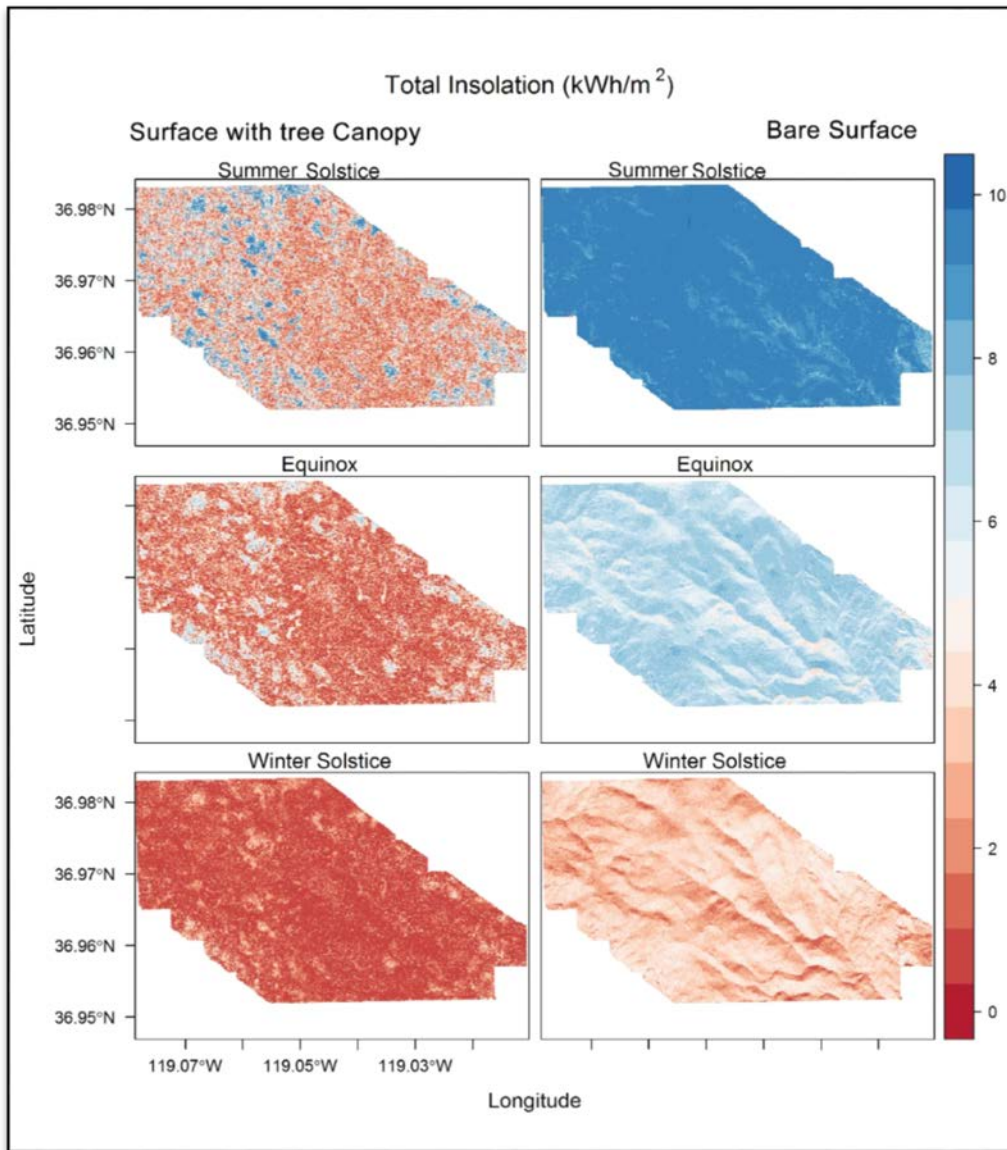 Total Insolation (kWh/m²)
Surface with tree Canopy
Bare Surface
Summer Solstice
Summer Solstice
36.98°N
36.97°N
36.96°N
36.95°N
Equinox
Equinox
Latitude
Winter Solstice
Winter Solstice
36.98°N
36.97°N
36.96°N
36.95°N
119.07°W
119.05°W
119.03°W
Longitude
10
8
6
4
2
0